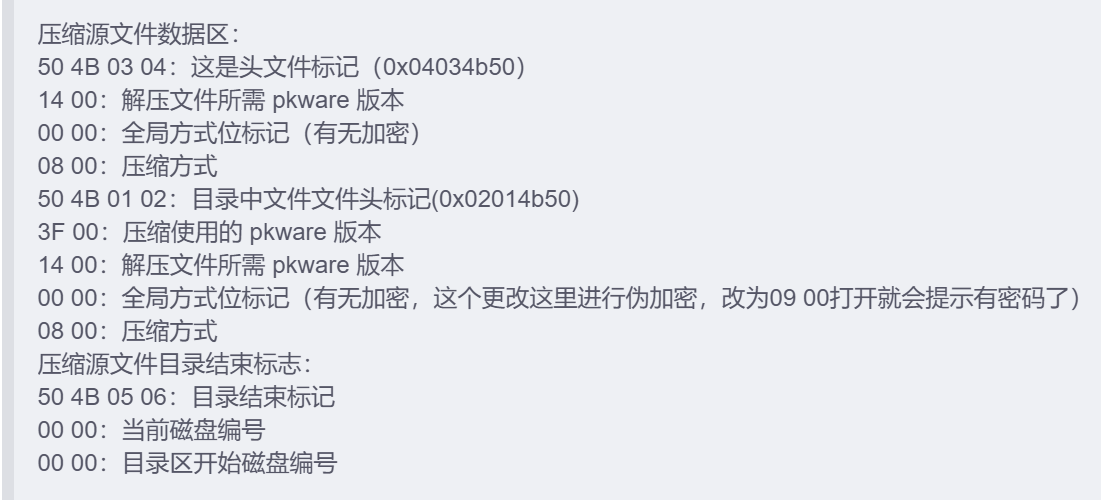 压缩源文件数据区：
50 4B 03 04：这是头文件标记（0x04034b50）
14 00：解压文件所需 pkware 版本
00 00：全局方式位标记（有无加密）
08 00：压缩方式
50 4B 01 02：目录中文件文件头标记(0x02014b50)
3F 00：压缩使用的 pkware 版本
14 00：解压文件所需 pkware 版本
00 00：全局方式位标记（有无加密，这个更改这里进行伪加密，改为09 00打开就会提示有密码了）
08 00：压缩方式
压缩源文件目录结束标志：
50 4B 05 06：目录结束标记
00 00：当前磁盘编号
00 00：目录区开始磁盘编号